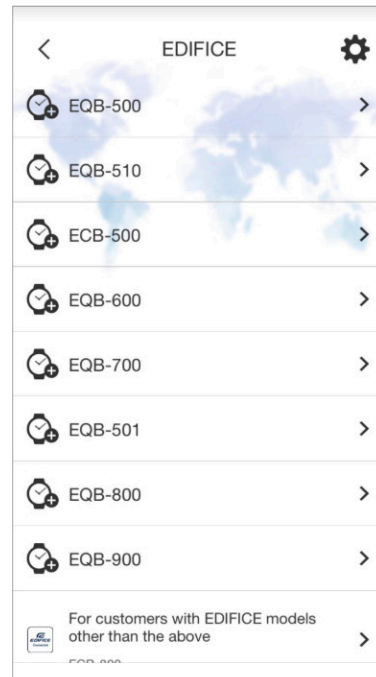 EDIFICE
EQB-500
EQB-510
ECB-500
EQB-600
EQB-700
EQB-501
EQB-800
EQB-900
For customers with EDIFICE models
other than the above
EDIFICE